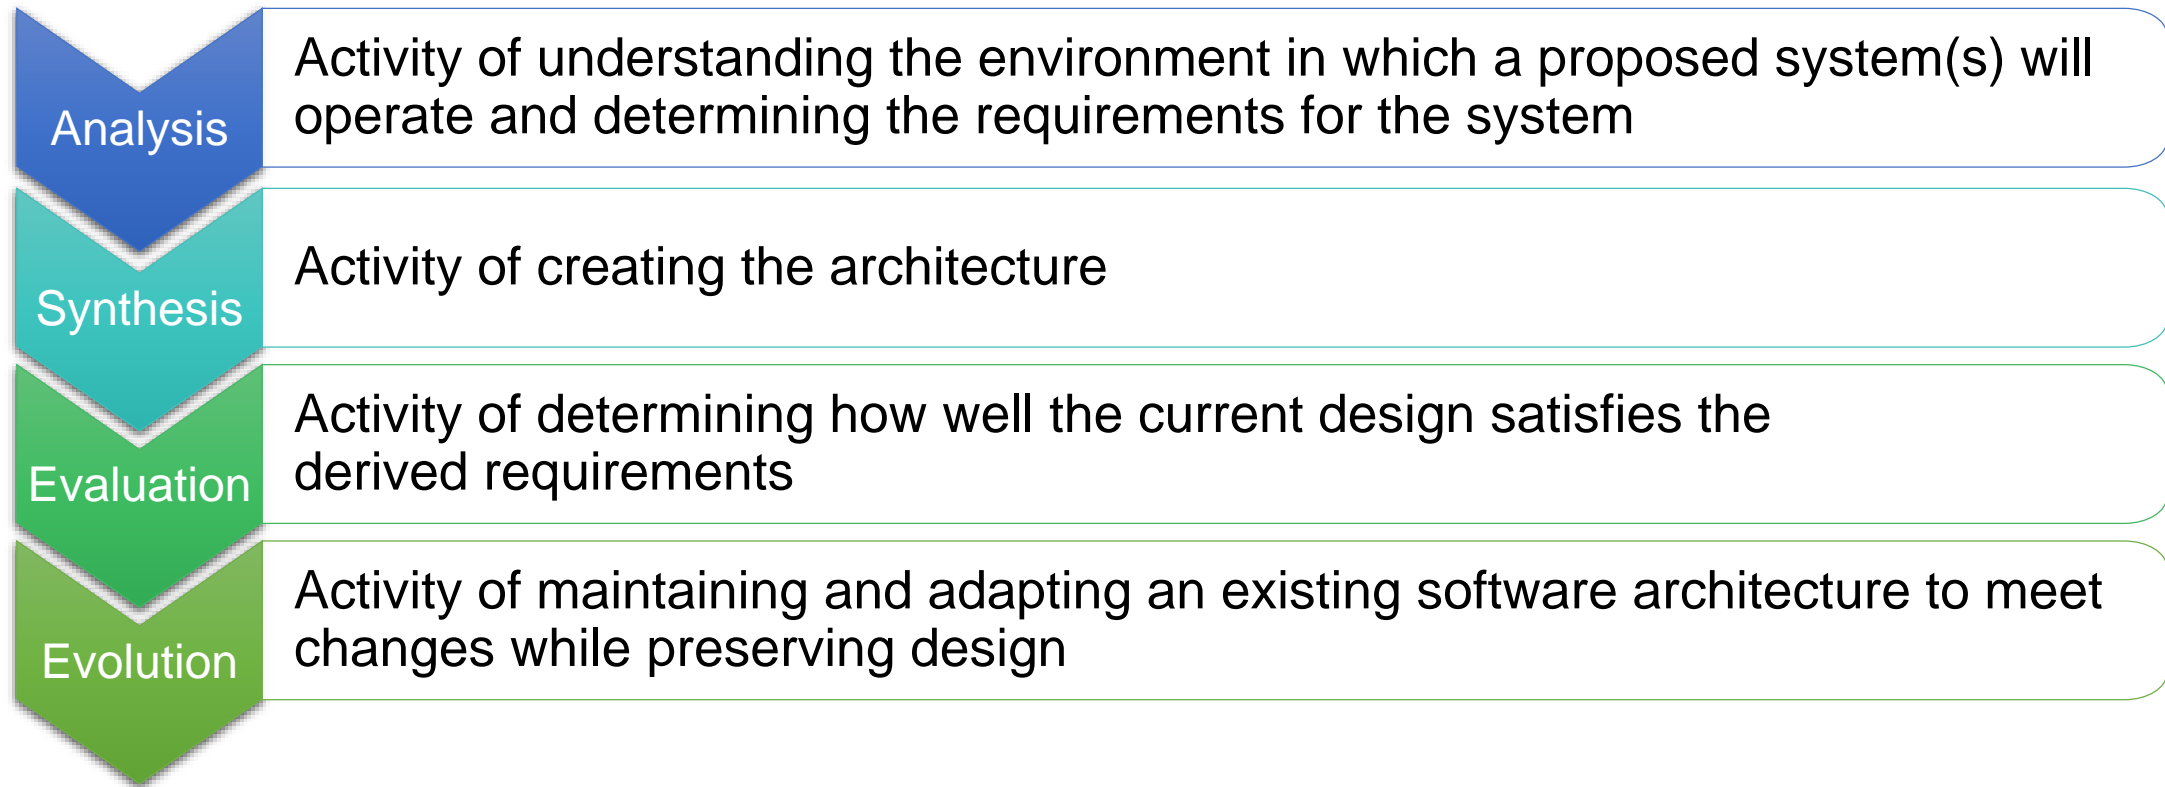 Analysis
Activity of understanding the environment in which a proposed system(s) will
operate and determining the requirements for the system
Synthesis
Activity of creating the architecture
Evaluation
Activity of determining how well the current design satisfies the
derived requirements
Evolution
Activity of maintaining and adapting an existing software architecture to meet
changes while preserving design